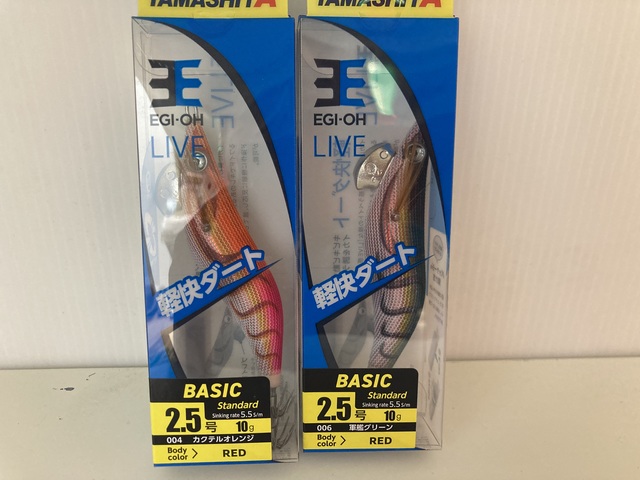 YAMASHITA
EGI-OH
LIVE
軽快ダート
BASIC
Standard
2.5号
Sinking rate 5.5 S/m
10g
004 カクテルオレンジ
Body color > RED
YAMASHITA
EGI-OH
LIVE
軽快ダート
BASIC
Standard
2.5号
Sinking rate 5.5 S/m
10g
006 軍艦グリーン
Body color > RED